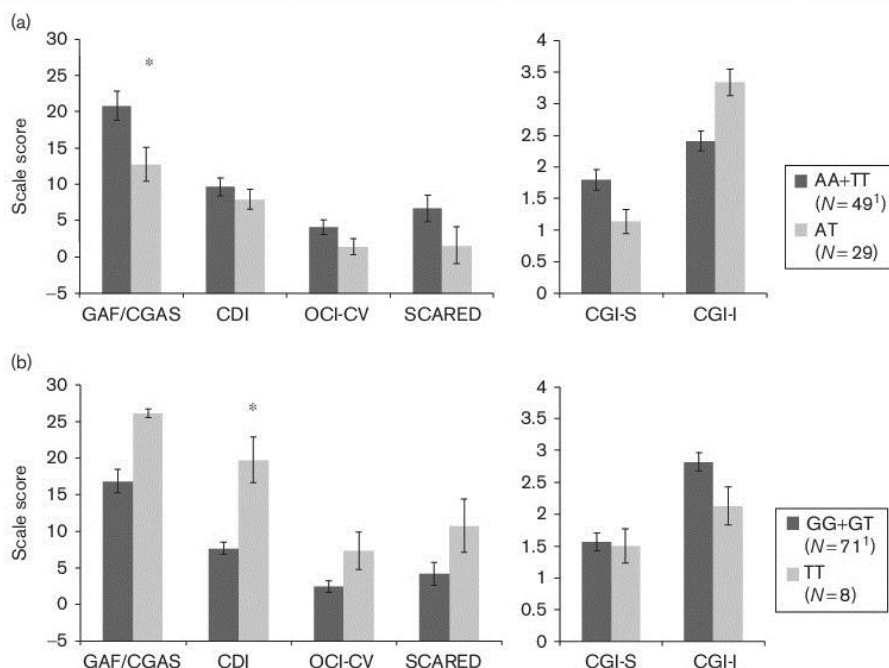 (a)
30
25
20
15
10
5
0
−5
Scale score
*
GAF/CGAS CDI OCI-CV SCARED
4
3.5
3
2.5
2
1.5
1
0.5
0
CGI-S CGI-I
AA+TT
(N=49¹)
AT
(N=29)
(b)
30
25
20
15
10
5
0
−5
Scale score
*
GAF/CGAS CDI OCI-CV SCARED
4
3.5
3
2.5
2
1.5
1
0.5
0
CGI-S CGI-I
GG+GT
(N=71¹)
TT
(N=8)